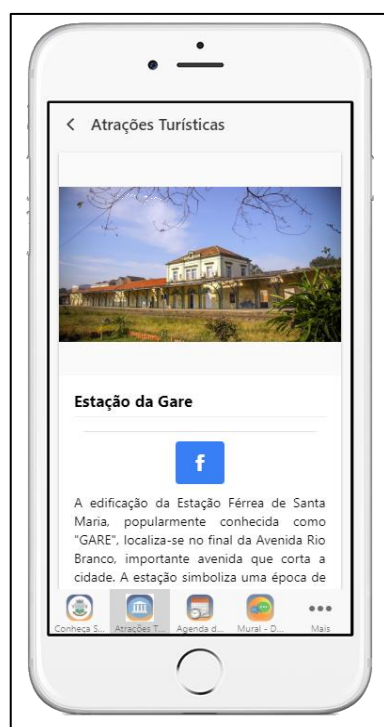 Atrações Turísticas
Estação da Gare
f
A edificação da Estação Férrea de Santa
Maria, popularmente conhecida como
"GARE", localiza-se no final da Avenida Rio
Branco, importante avenida que corta a
cidade. A estação simboliza uma época de
Conheça S... Atrações T... Agenda d... Mural - D... Mais